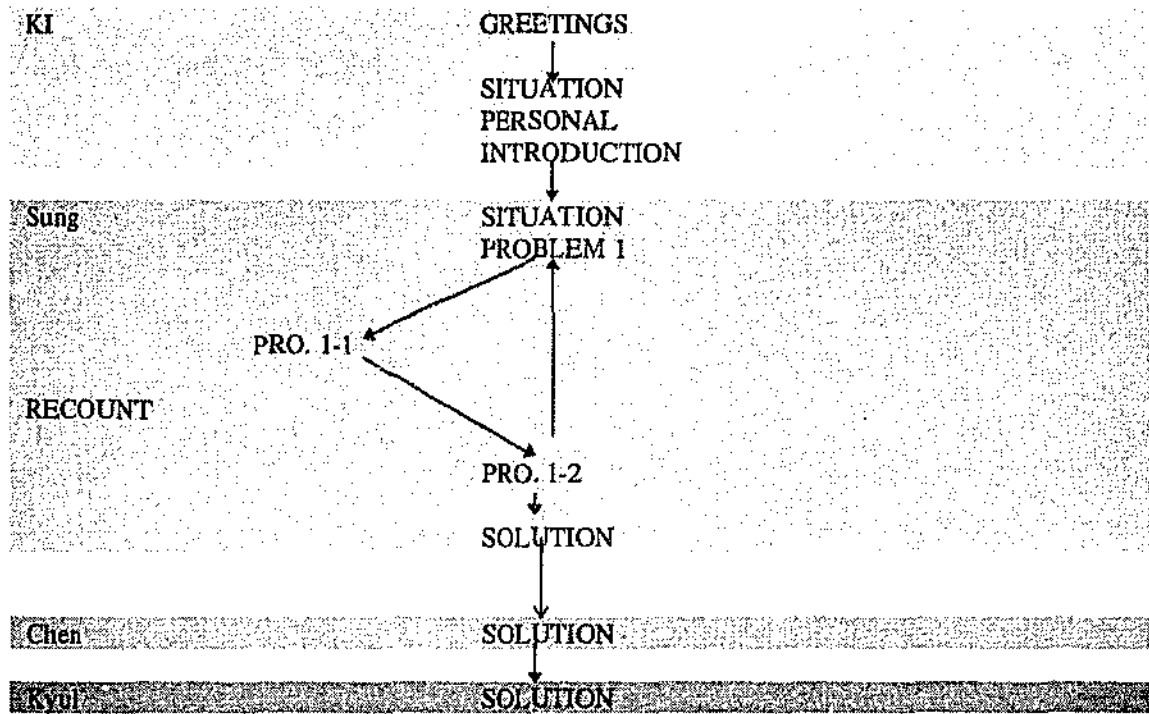 KI
GREETINGS
SITUATION
PERSONAL
INTRODUCTION
Sung
SITUATION
PROBLEM 1
PRO. 1-1
RECOUNT
PRO. 1-2
SOLUTION
Chen
SOLUTION
Kyul
SOLUTION